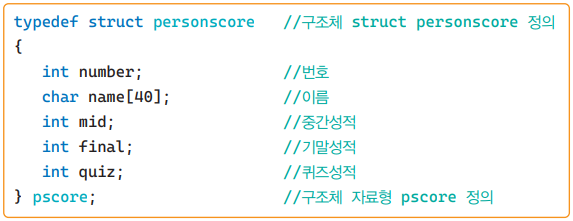 typedef struct personscore //구조체 struct personscore 정의
{
int number; //번호
char name[40]; //이름
int mid; //중간성적
int final; //기말성적
int quiz; //퀴즈성적
} pscore; //구조체 자료형 pscore 정의